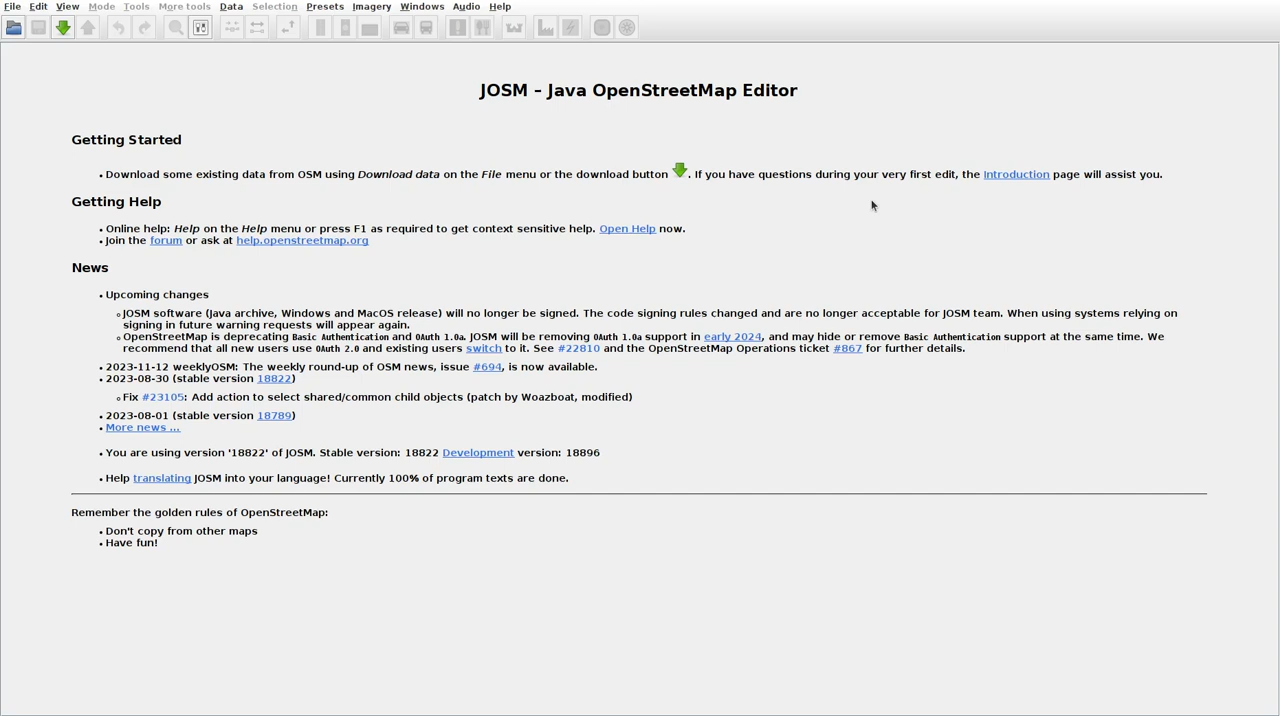 File Edit View Mode Tools More tools Data Selection Presets Imagery Windows Audio Help
JOSM – Java OpenStreetMap Editor
Getting Started
Download some existing data from OSM using Download data on the File menu or the download button . If you have questions during your very first edit, the Introduction page will assist you.
Getting Help
Online help: Help on the Help menu or press F1 as required to get context sensitive help. Open Help now.
Join the forum or ask at help.openstreetmap.org
News
Upcoming changes
JOSM software (Java archive, Windows and MacOS release) will no longer be signed. The code signing rules changed and are no longer acceptable for JOSM team. When using systems relying on
signing in future warning requests will appear again.
OpenStreetMap is deprecating Basic Authentication and OAuth 1.0a. JOSM will be removing OAuth 1.0a support in early 2024, and may hide or remove Basic Authentication support at the same time. We
recommend that all new users use OAuth 2.0 and existing users switch to it. See #22810 and the OpenStreetMap Operations ticket #867 for further details.
2023-11-12 weeklyOSM: The weekly round-up of OSM news, issue #694, is now available.
2023-08-30 (stable version 18822)
Fix #23105: Add action to select shared/common child objects (patch by Woazboat, modified)
2023-08-01 (stable version 18789)
More news ...
You are using version '18822' of JOSM. Stable version: 18822 Development version: 18896
Help translating JOSM into your language! Currently 100% of program texts are done.
Remember the golden rules of OpenStreetMap:
Don't copy from other maps
Have fun!